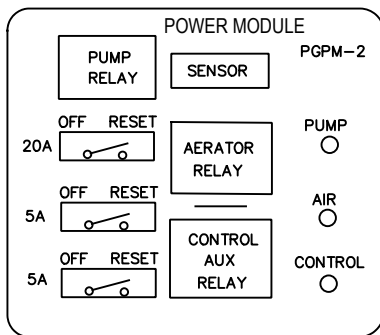 POWER MODULE
PGPM-2
PUMP
RELAY
SENSOR
OFF RESET
20A
AERATOR
RELAY
PUMP
OFF RESET
5A
AIR
OFF RESET
5A
CONTROL
AUX
RELAY
CONTROL